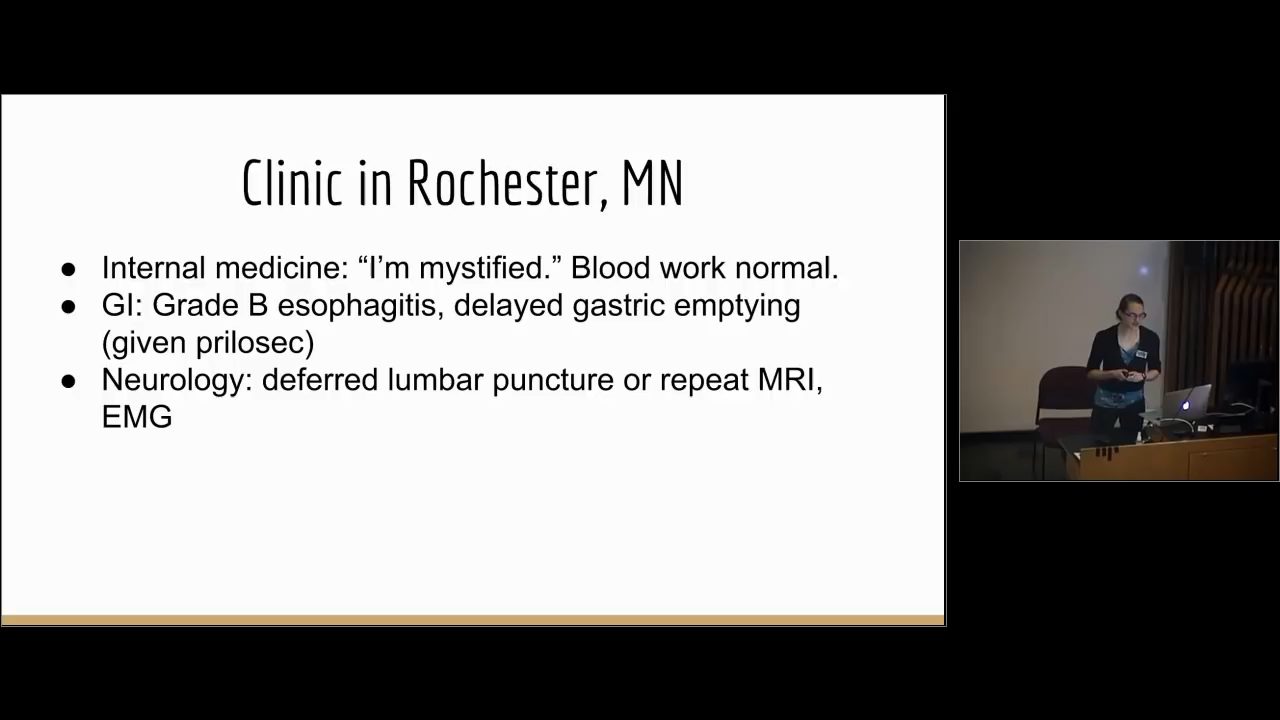 Clinic in Rochester, MN
● Internal medicine: “I’m mystified.” Blood work normal.
● GI: Grade B esophagitis, delayed gastric emptying
(given prilosec)
● Neurology: deferred lumbar puncture or repeat MRI,
EMG